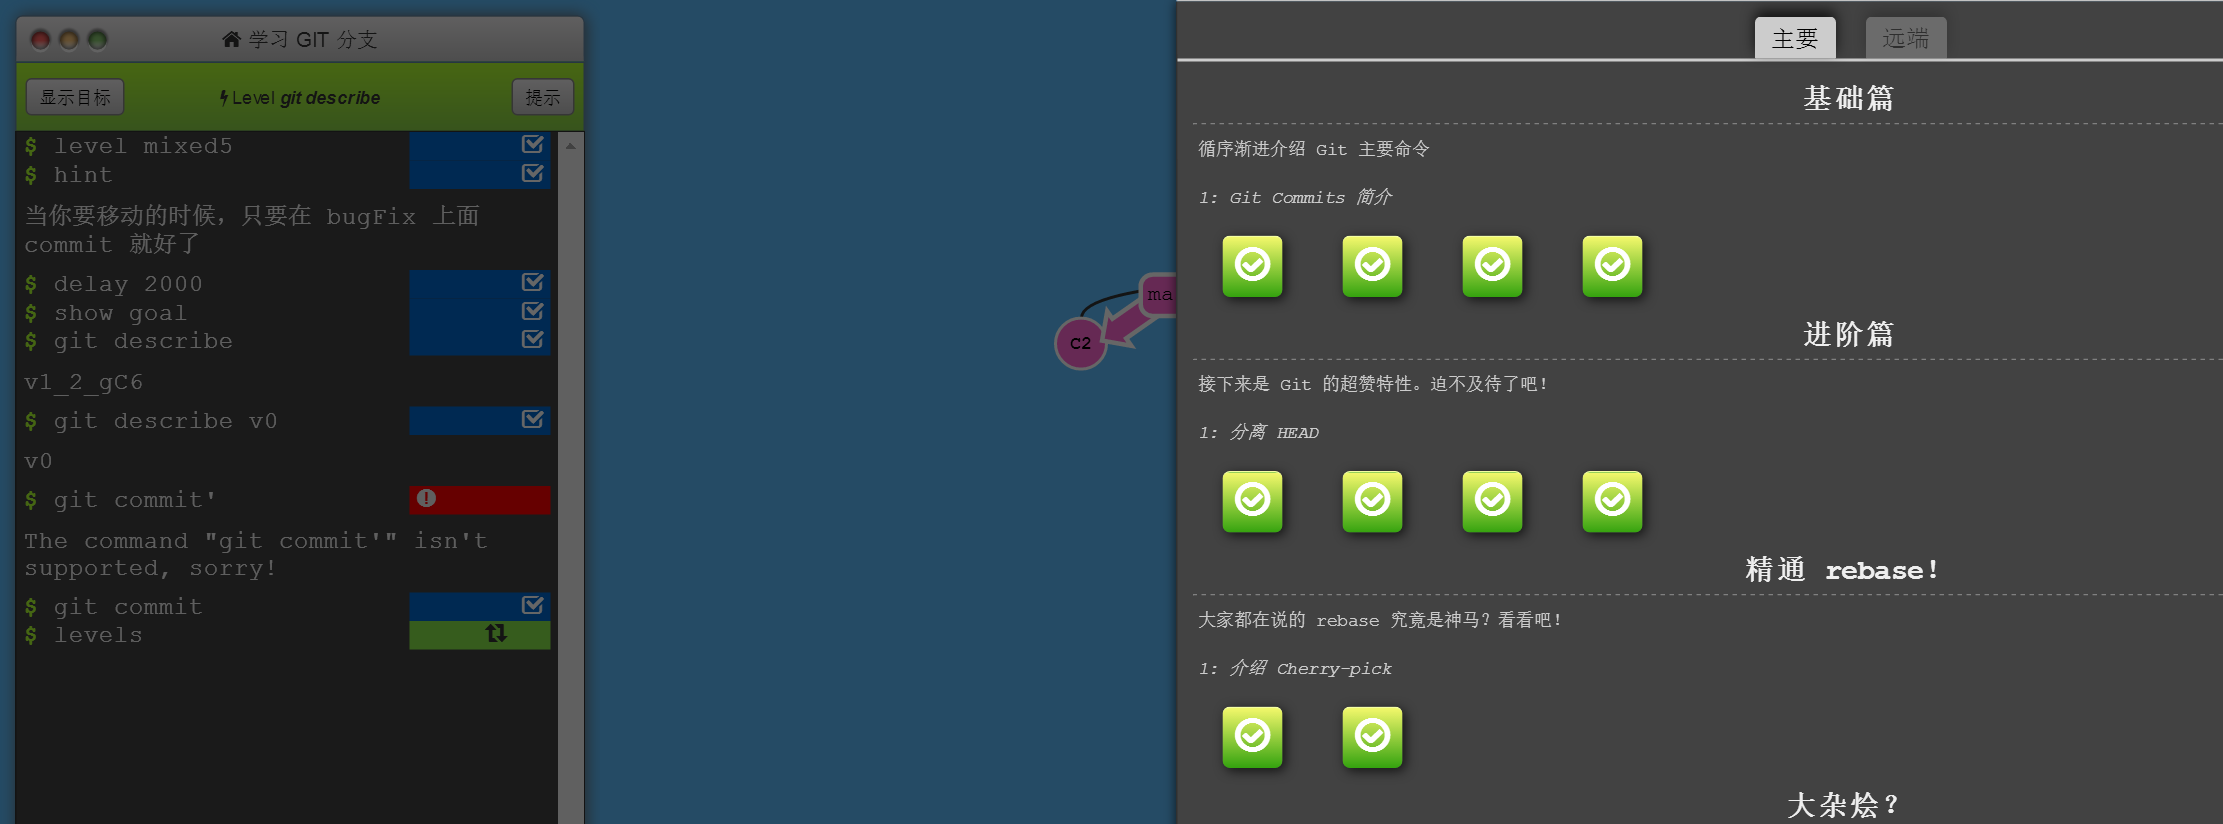 学习 GIT 分支
显示目标
Level git describe
提示
$ level mixed5
$ hint
当你要移动的时候，只要在 bugFix 上面
commit 就好了
$ delay 2000
$ show goal
$ git describe
v1_2_gC6
$ git describe v0
v0
$ git commit'
The command "git commit'" isn't
supported, sorry!
$ git commit
$ levels
c2
ma
主要
远端
基础篇
循序渐进介绍 Git 主要命令
1: Git Commits 简介
进阶篇
接下来是 Git 的超赞特性。迫不及待了吧！
1: 分离 HEAD
精通 rebase!
大家都在说的 rebase 究竟是神马？看看吧！
1: 介绍 Cherry-pick
大杂烩？